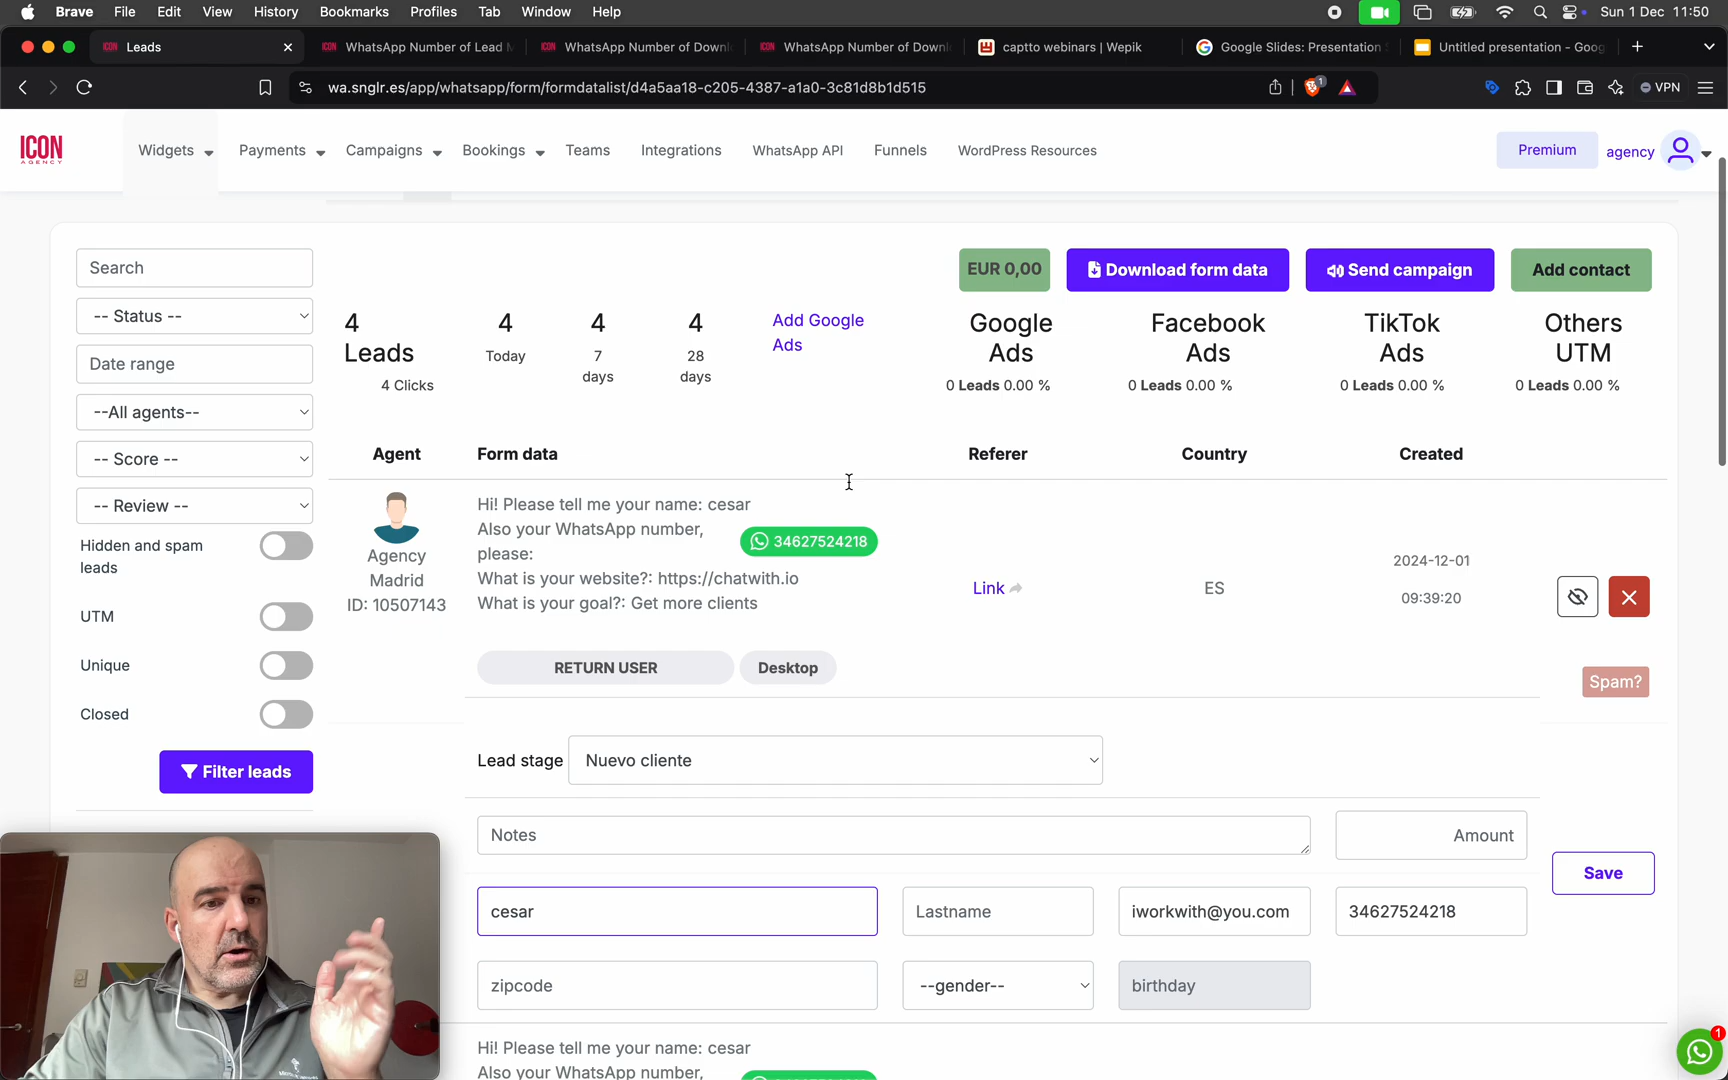 Brave File Edit View History Bookmarks Profiles Tab Window Help Sun 1 Dec 11:50
ICON Leads ICON WhatsApp Number of Lead ICON WhatsApp Number of Downl ICON WhatsApp Number of Downl captto webinars | Wepik Google Slides: Presentation Untitled presentation - Goog
wa.snglr.es/app/whatsapp/form/formdatalist/d4a5aa18-c205-4387-a1a0-3c81d8b1d515 1 VPN
ICON
AGENCY
Widgets Payments Campaigns Bookings Teams Integrations WhatsApp API Funnels WordPress Resources Premium agency
Search
-- Status --
Date range
--All agents--
-- Score --
-- Review --
Hidden and spam
leads
UTM
Unique
Closed
Filter leads
EUR 0,00 Download form data Send campaign Add contact
4
Leads
4 Clicks
4
Today
4
7
days
4
28
days
Add Google
Ads
Google
Ads
0 Leads 0.00 %
Facebook
Ads
0 Leads 0.00 %
TikTok
Ads
0 Leads 0.00 %
Others
UTM
0 Leads 0.00 %
Agent Form data Referer Country Created
Agency
Madrid
ID: 10507143
Hi! Please tell me your name: cesar
Also your WhatsApp number,
please:
34627524218
What is your website?: https://chatwith.io
What is your goal?: Get more clients
Link
ES
2024-12-01
09:39:20
RETURN USER Desktop
Spam?
Lead stage Nuevo cliente
Notes Amount
Save
cesar Lastname iworkwith@you.com 34627524218
zipcode --gender-- birthday
Hi! Please tell me your name: cesar
Also your WhatsApp number,
1